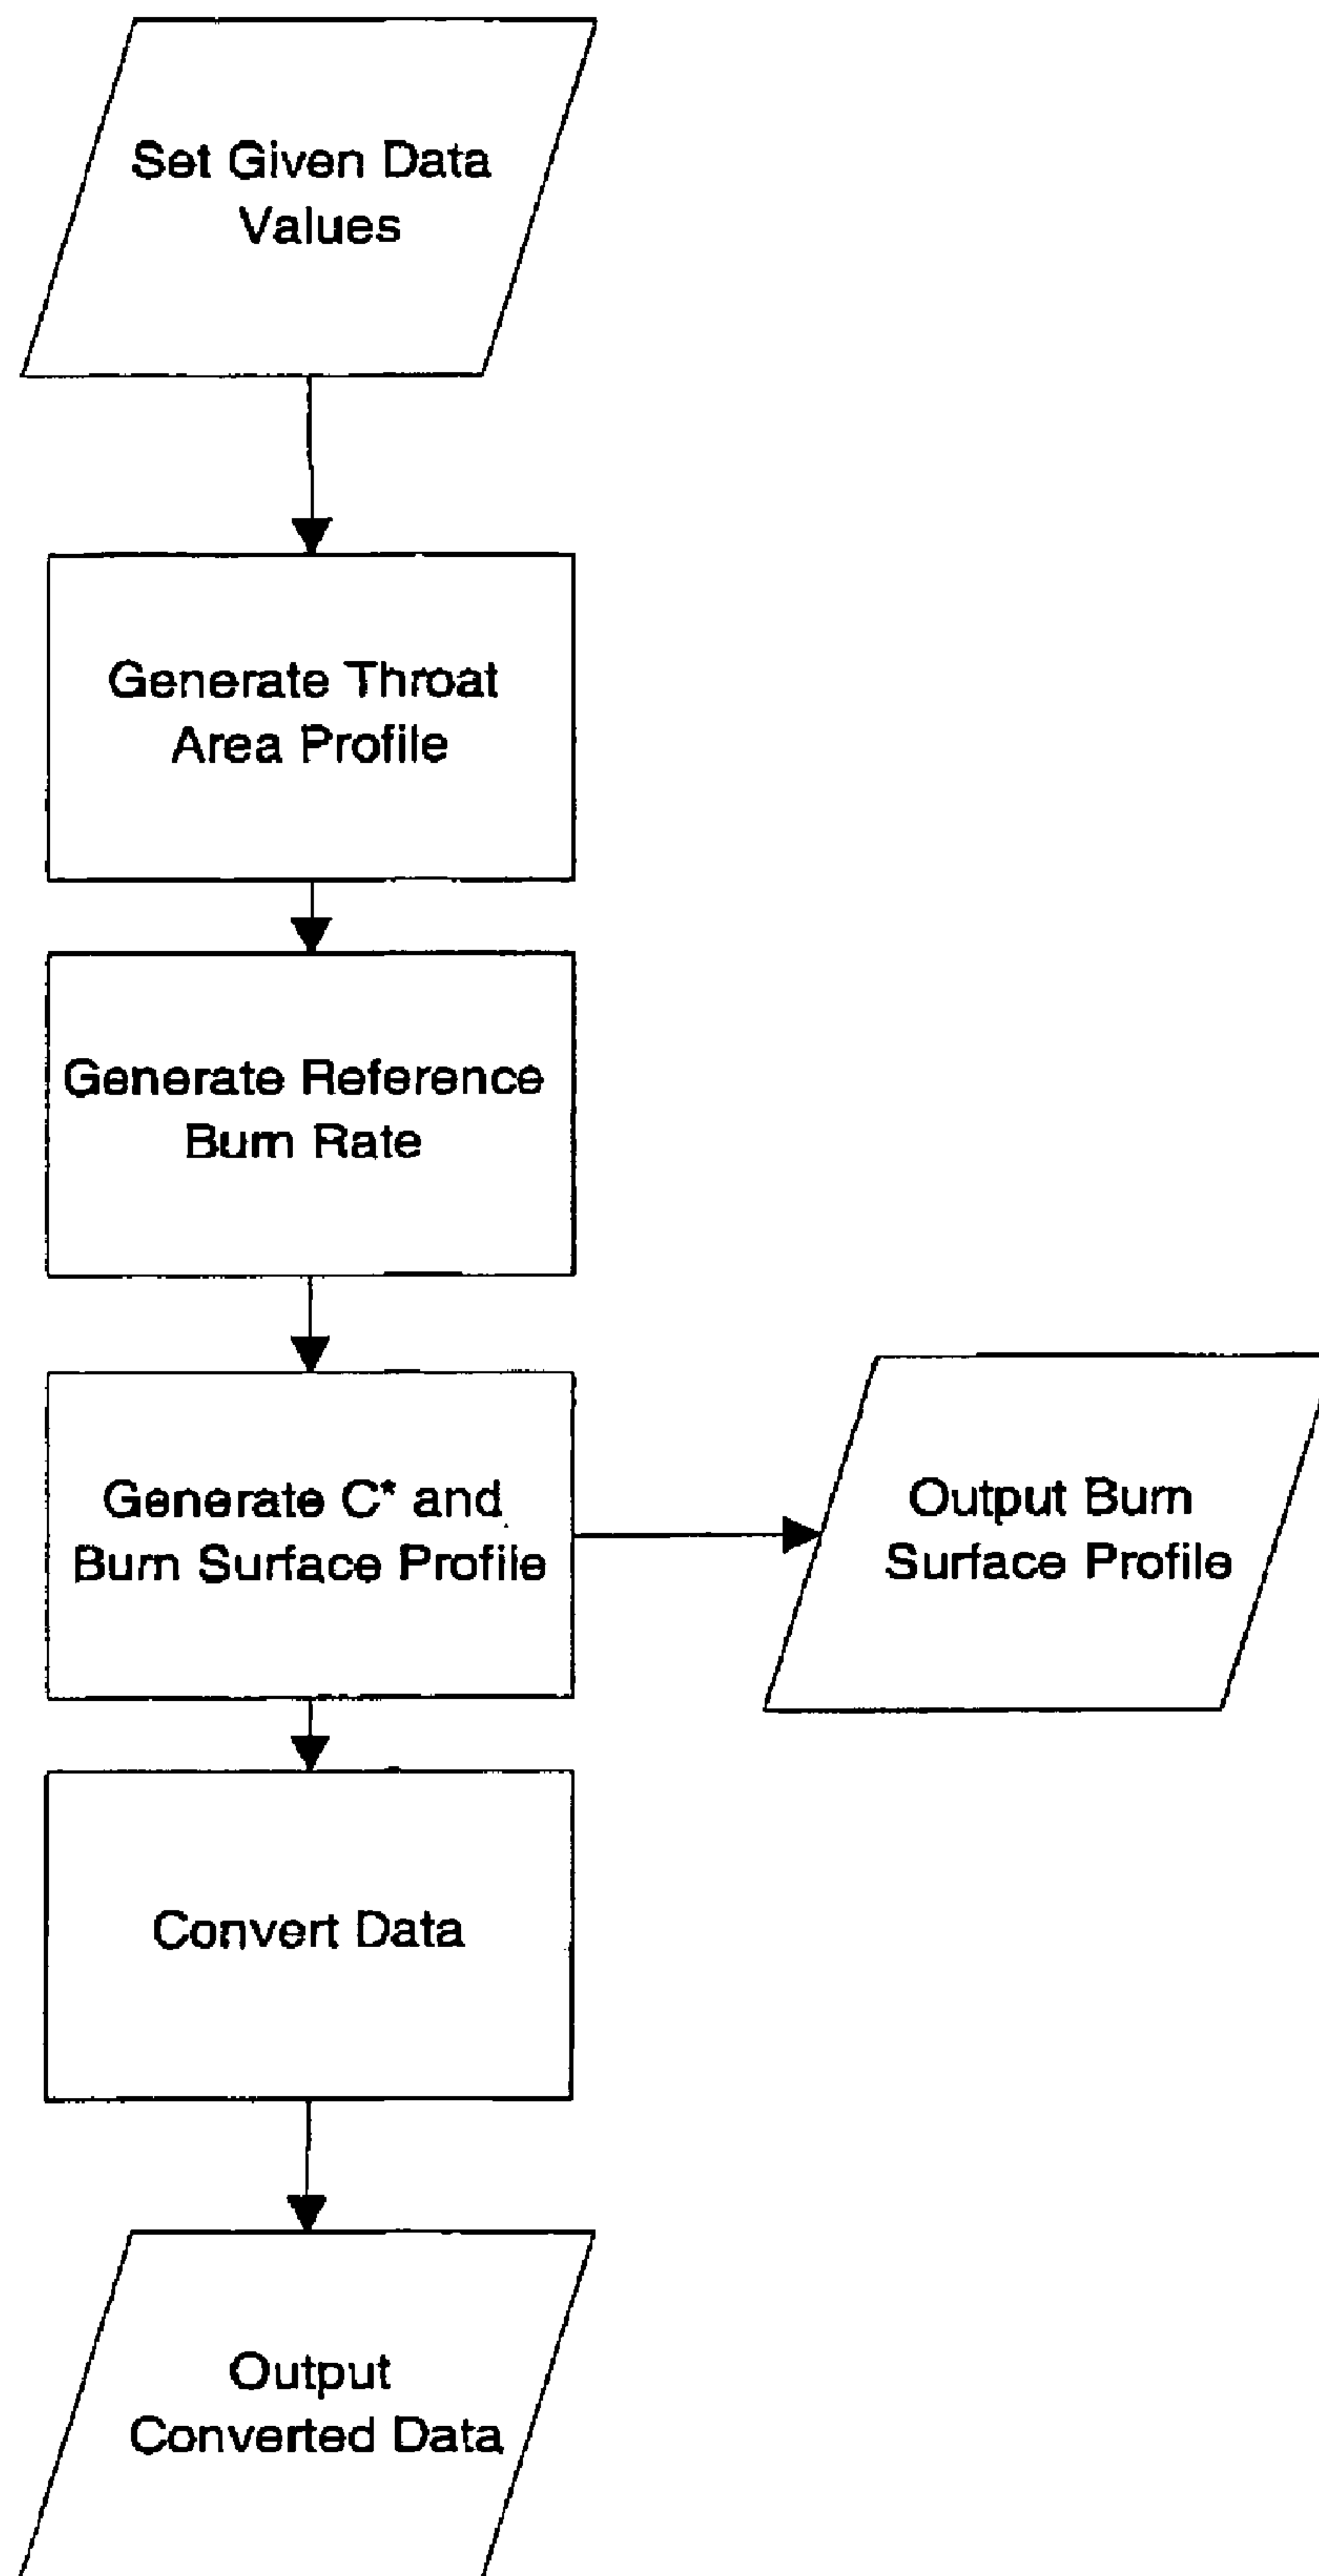 Set Given Data
Values
Generate Throat
Area Profile
Generate Reference
Burn Rate
Generate C* and
Burn Surface Profile
Output Burn
Surface Profile
Convert Data
Output
Converted Data